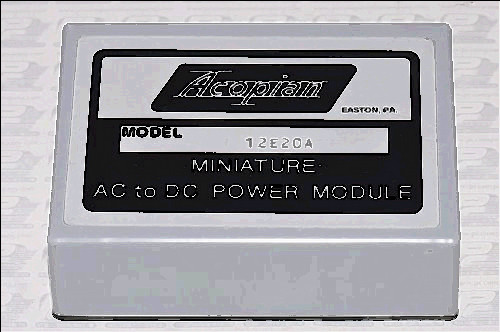 Acopian
EASTON, PA.
MODEL
12E20A
MINIATURE
AC to DC POWER MODULE